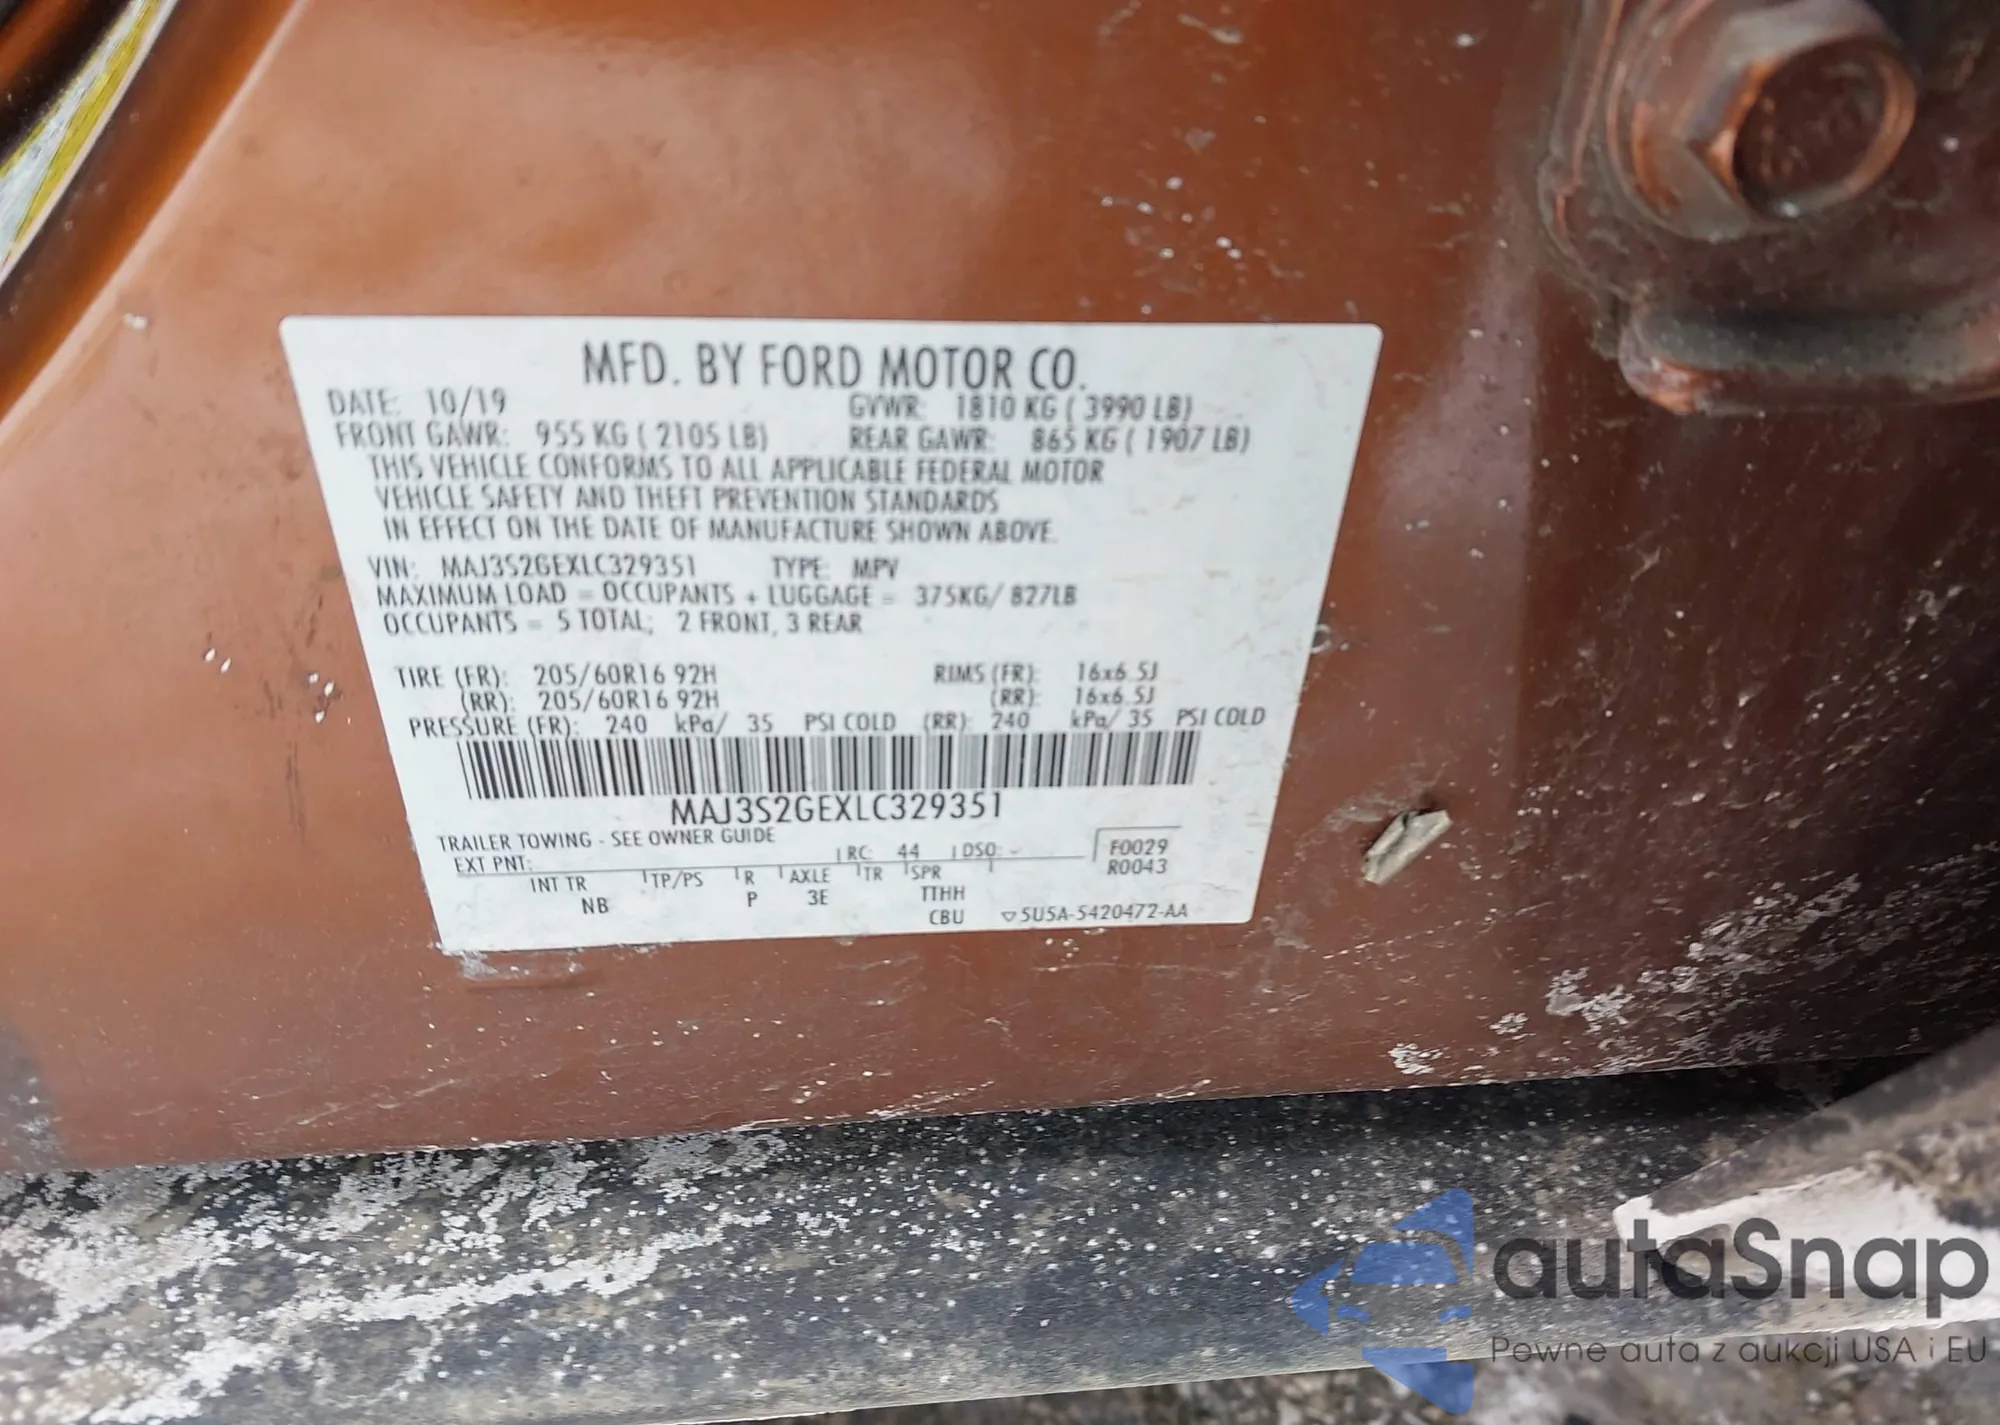 MFD. BY FORD MOTOR CO.
DATE: 10/19 GVWR: 1810 KG ( 3990 LB)
FRONT GAWR: 955 KG ( 2105 LB) REAR GAWR: 865 KG ( 1907 LB)
THIS VEHICLE CONFORMS TO ALL APPLICABLE FEDERAL MOTOR
VEHICLE SAFETY AND THEFT PREVENTION STANDARDS
IN EFFECT ON THE DATE OF MANUFACTURE SHOWN ABOVE.
VIN: MAJ3S2GEXLC329351 TYPE: MPV
MAXIMUM LOAD = OCCUPANTS + LUGGAGE = 375KG/ 827LB
OCCUPANTS = 5 TOTAL; 2 FRONT, 3 REAR
TIRE (FR): 205/60R16 92H RIMS (FR): 16x6.5J
(RR): 205/60R16 92H (RR): 16x6.5J
PRESSURE (FR): 240 kPa/ 35 PSI COLD (RR): 240 kPa/ 35 PSI COLD
MAJ3S2GEXLC329351
TRAILER TOWING - SEE OWNER GUIDE
EXT PNT: RC: 44 DSO: - F0029
R0043
INT TR TP/PS R AXLE TR SPR
NB P 3E TTHH
CBU 5U5A-5420472-AA
autaSnap
Pewne auta z aukcji USA i EU